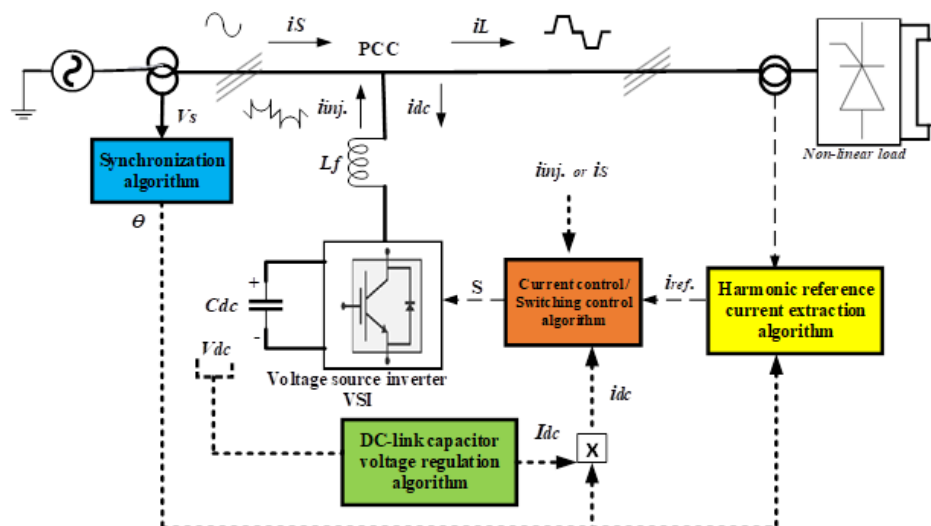 iS
PCC
iL
Vs
iinj.
idc
Non-linear load
Synchronization
algorithm
Lf
θ
iinj. or iS
+
Cdc
-
S
Current control/
Switching control
algorithm
iref.
Harmonic reference
current extraction
algorithm
Vdc
Voltage source inverter
VSI
idc
DC-link capacitor
voltage regulation
algorithm
Idc
X